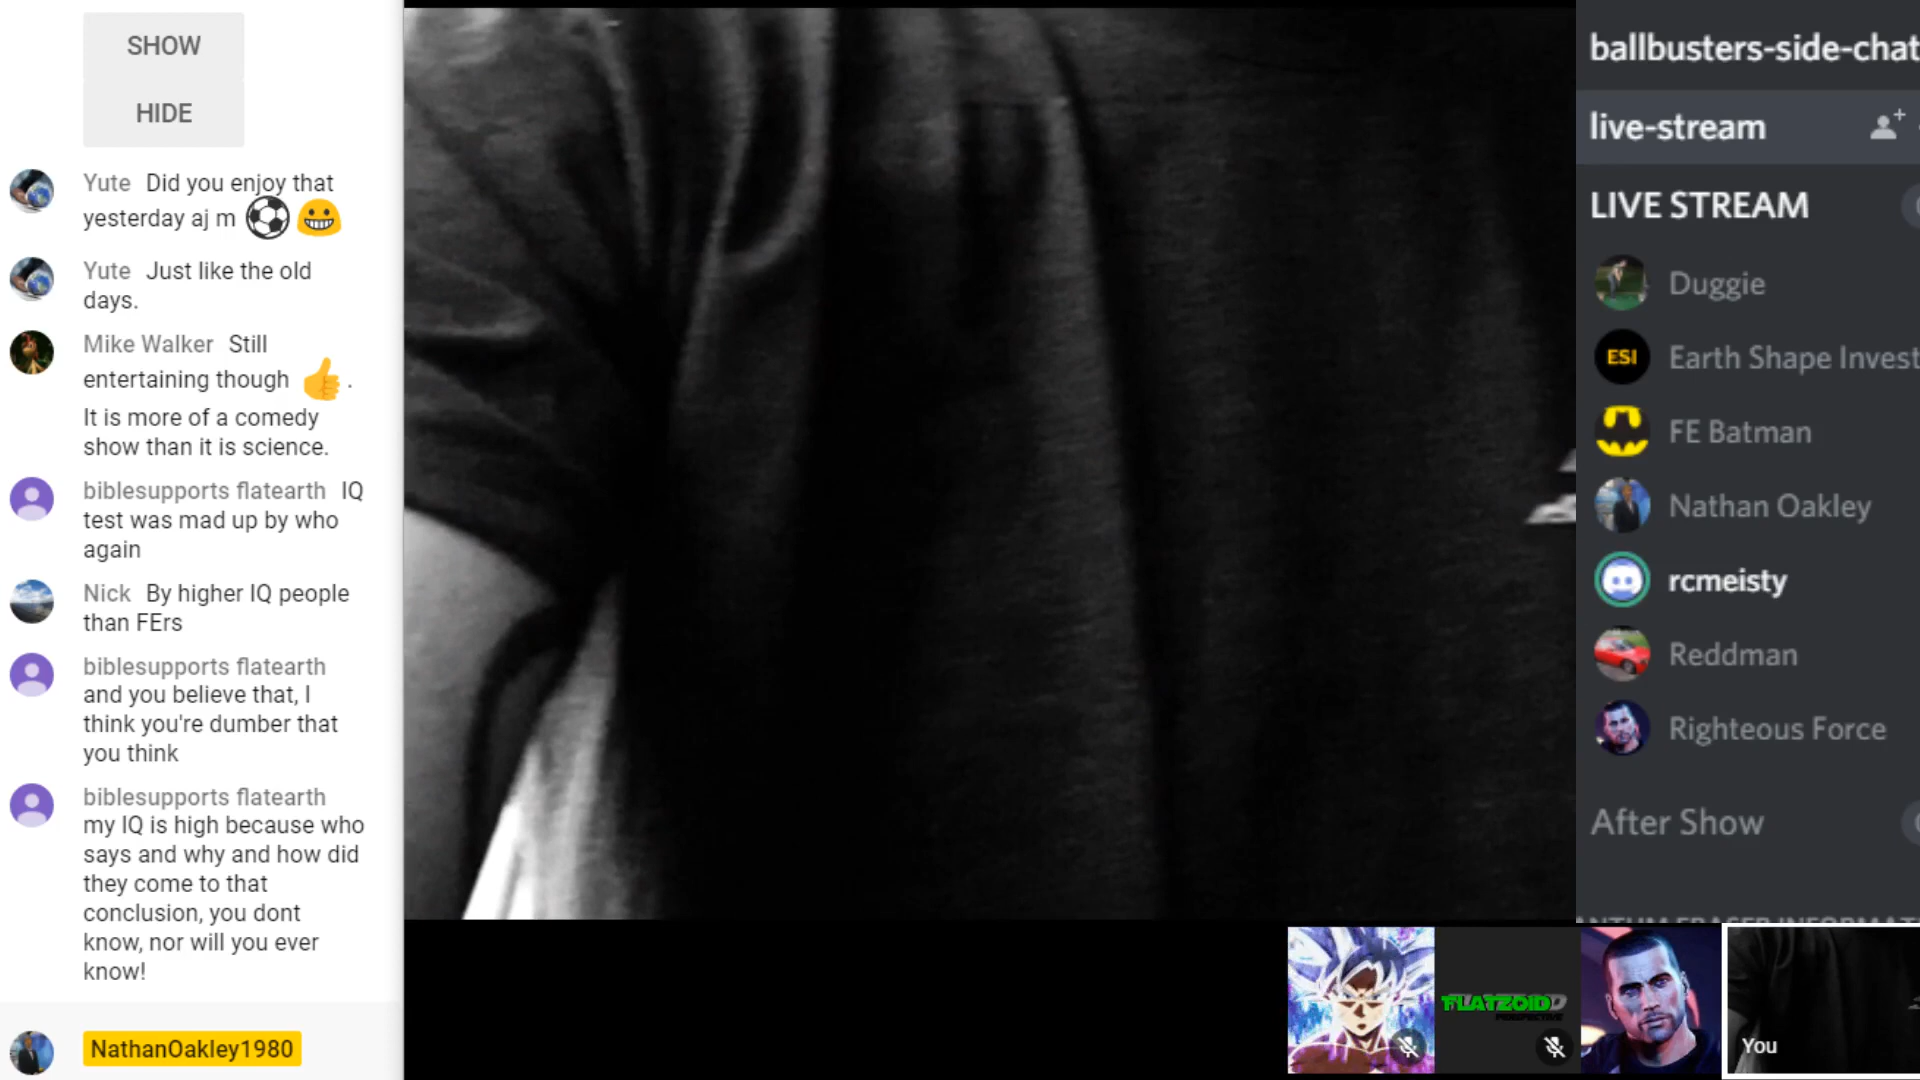 SHOW
HIDE
Yute Did you enjoy that
yesterday aj m
Yute Just like the old
days.
Mike Walker Still
entertaining though .
It is more of a comedy
show than it is science.
biblesupports flatearth IQ
test was mad up by who
again
Nick By higher IQ people
than FErs
biblesupports flatearth
and you believe that, I
think you're dumber that
you think
biblesupports flatearth
my IQ is high because who
says and why and how did
they come to that
conclusion, you dont
know, nor will you ever
know!
NathanOakley1980
ballbusters-side-chat
live-stream
LIVE STREAM
Duggie
ESI Earth Shape Invest
FE Batman
Nathan Oakley
rcmeisty
Reddman
Righteous Force
After Show
FLATZOID
PERSPECTIVE
You